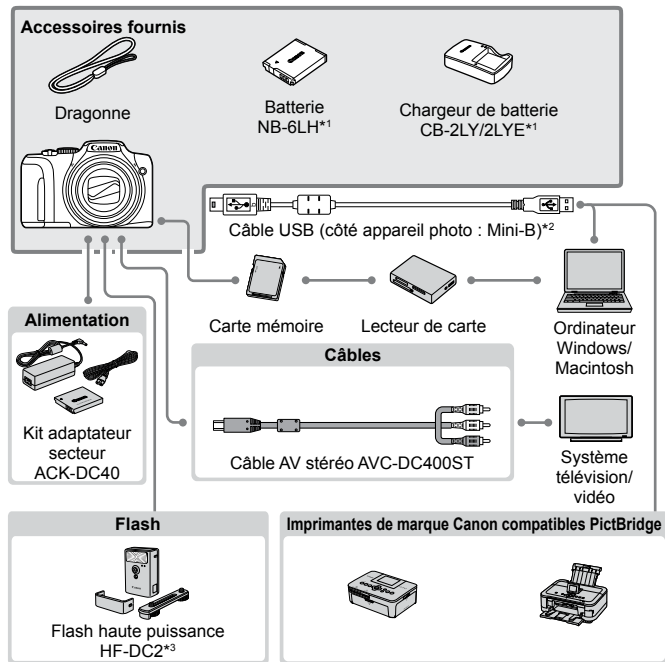 Accessoires fournis
Dragonne
Batterie
NB-6LH*1
Chargeur de batterie
CB-2LY/2LYE*1
Canon
Câble USB (côté appareil photo : Mini-B)*2
Carte mémoire
Lecteur de carte
Ordinateur
Windows/
Macintosh
Alimentation
Kit adaptateur
secteur
ACK-DC40
Câbles
Câble AV stéréo AVC-DC400ST
Système
télévision/
vidéo
Flash
Flash haute puissance
HF-DC2*3
Imprimantes de marque Canon compatibles PictBridge